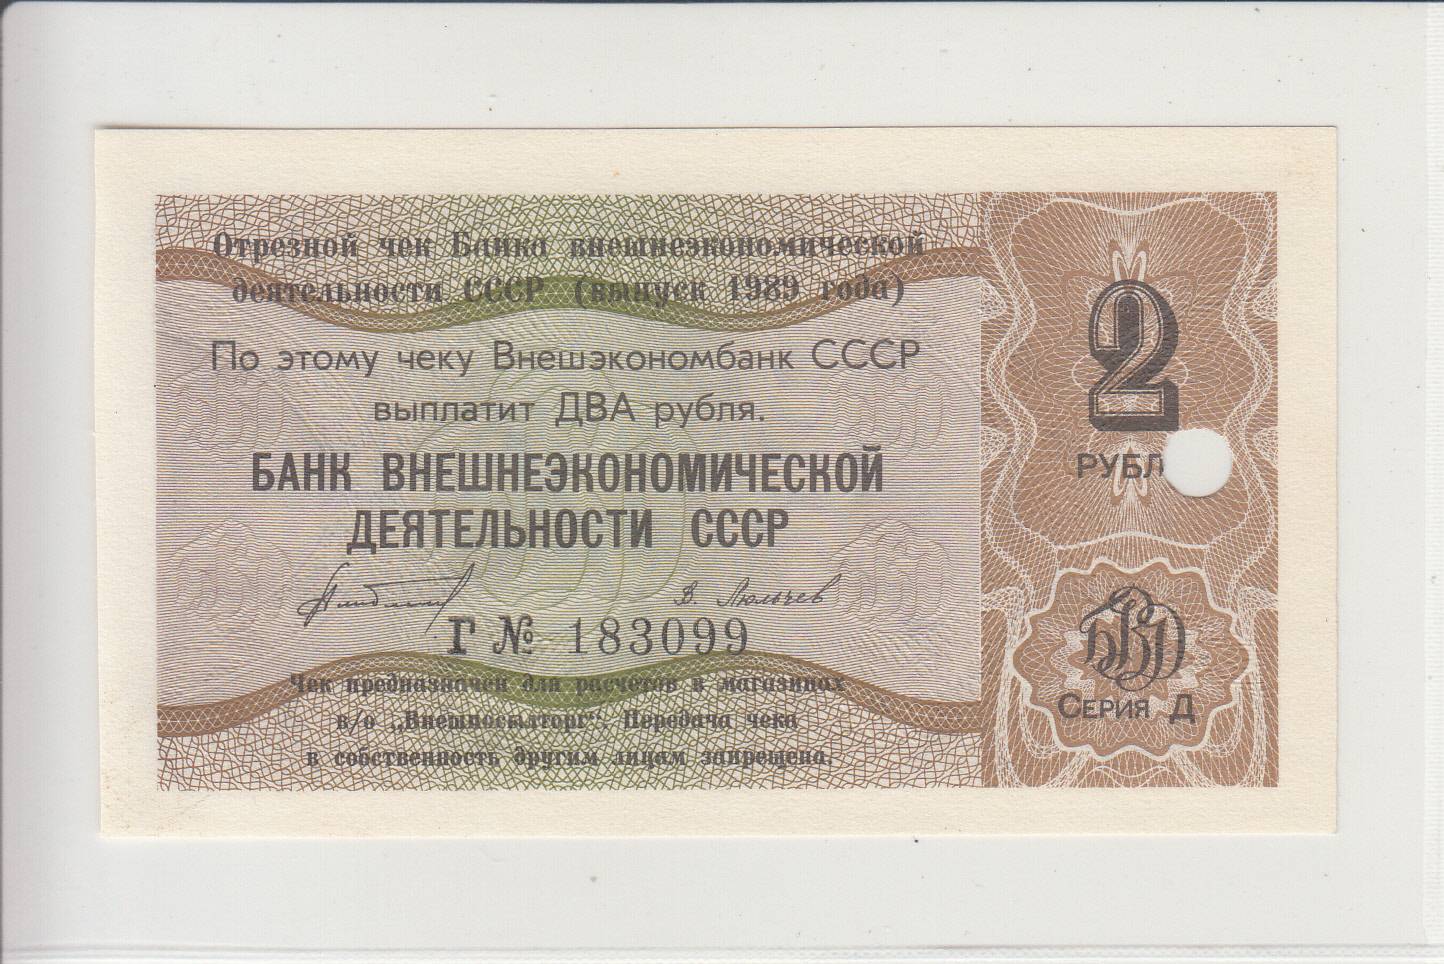 Отрезной чек Банка внешнеэкономической
деятельности СССР (выпуск 1989 года)
По этому чеку Внешэкономбанк СССР
выплатит ДВА рубля.
БАНК ВНЕШНЕЭКОНОМИЧЕСКОЙ
ДЕЯТЕЛЬНОСТИ СССР
В. Люлычев
Г № 183099
Чек предназначен для расчетов в магазинах
в/о „Внешпосылторг“. Передача чека
в собственность другим лицам запрещена.
2
РУБЛ
БВД
СЕРИЯ Д